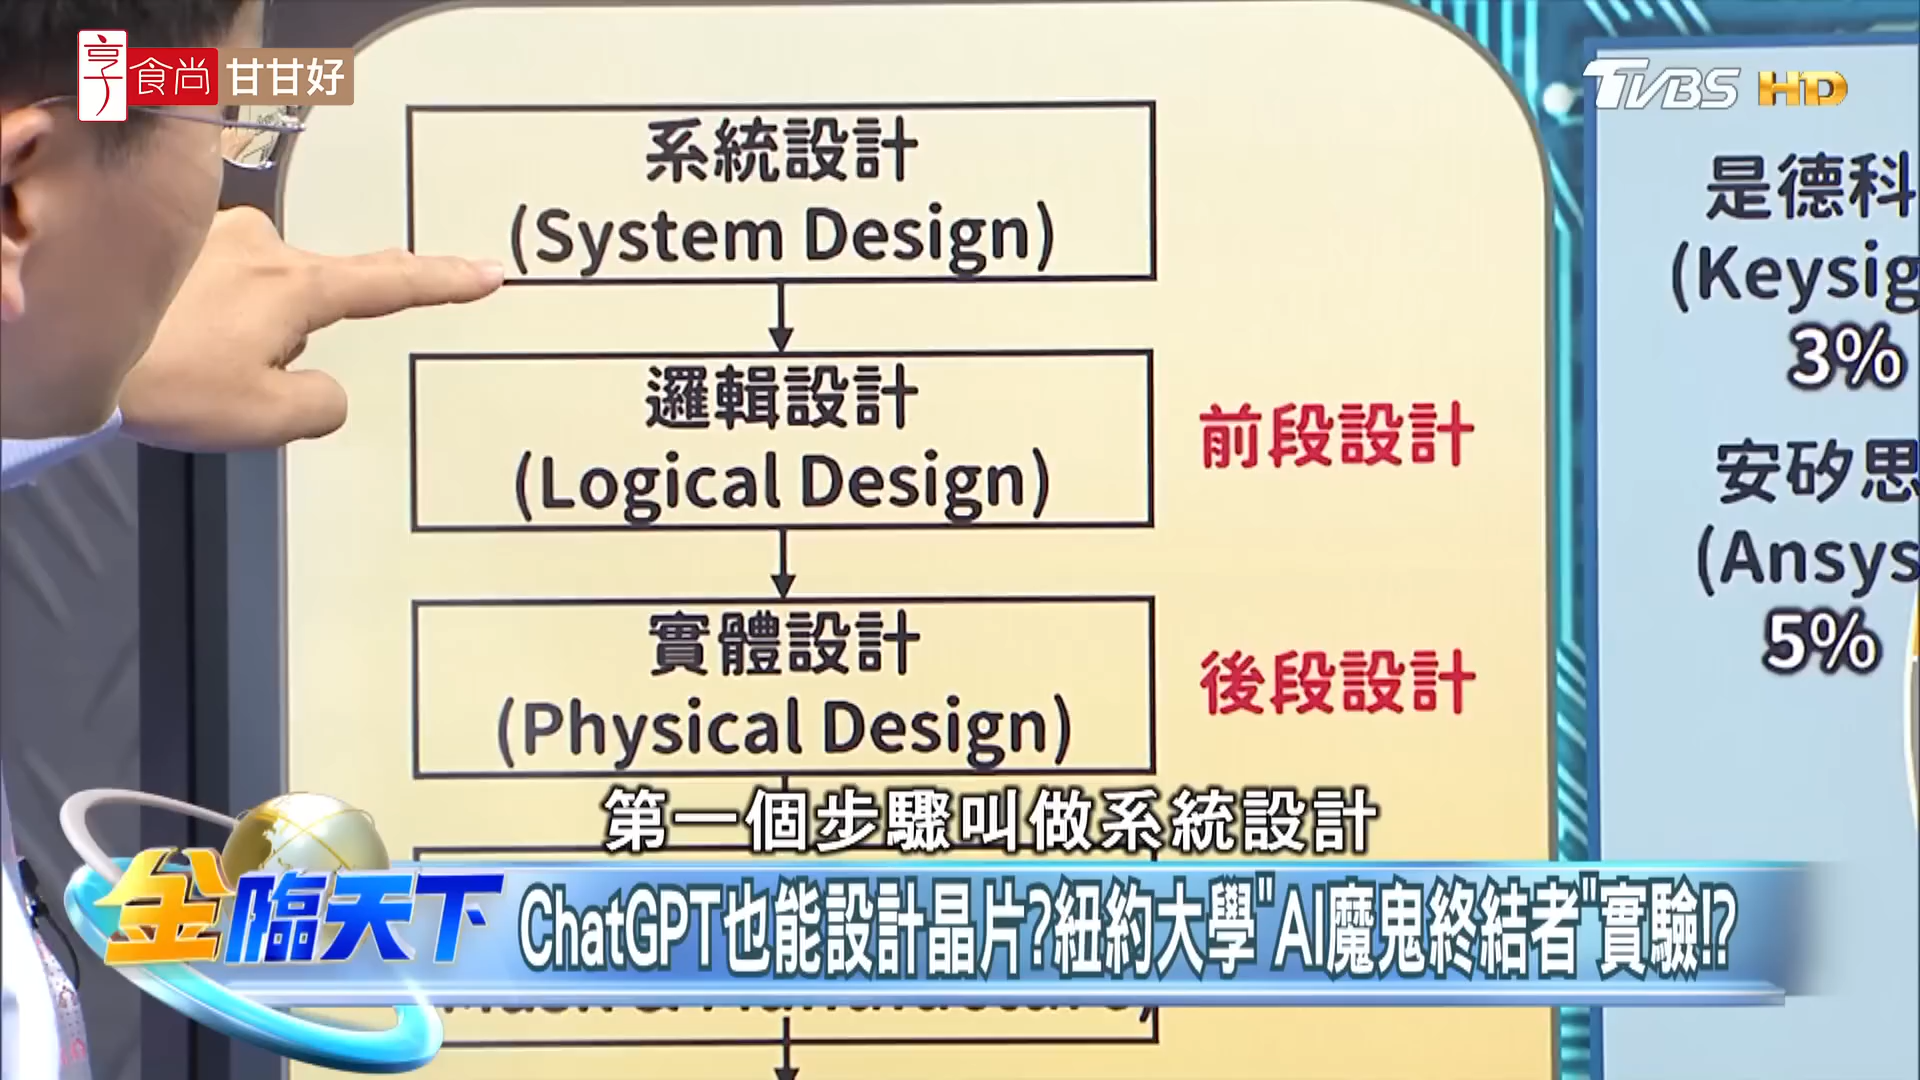 享食尚 甘甘好
TVBS HD
系統設計
(System Design)
邏輯設計
(Logical Design)
前段設計
實體設計
(Physical Design)
後段設計
是德科
(Keysig
3%
安矽思
(Ansys
5%
第一個步驟叫做系統設計
金臨天下
ChatGPT也能設計晶片?紐約大學"AI魔鬼終結者"實驗!?